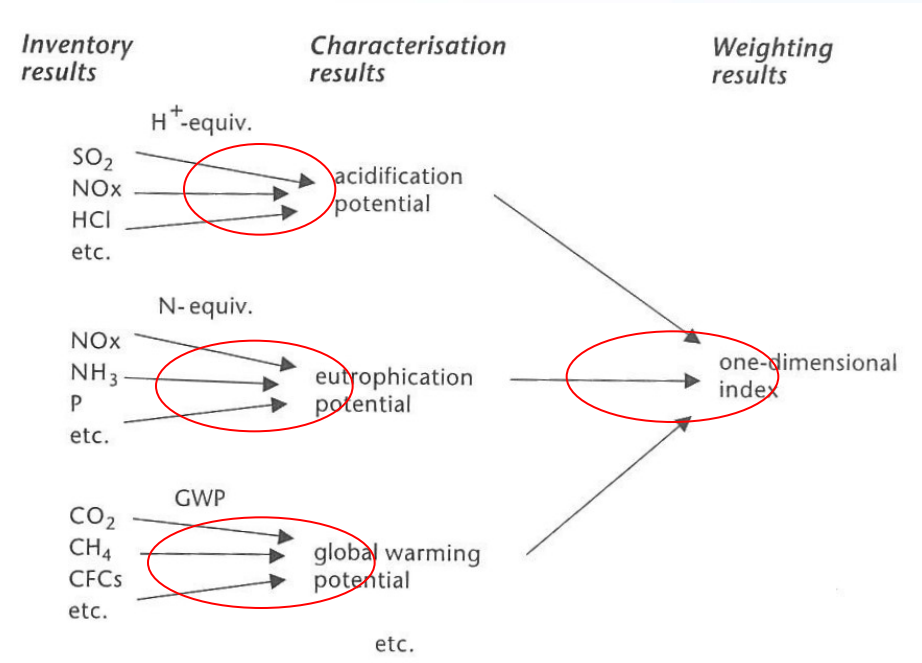 Inventory
results
Characterisation
results
Weighting
results
H⁺-equiv.
SO₂
NOx
HCl
etc.
acidification
potential
N-equiv.
NOx
NH₃
P
etc.
eutrophication
potential
one-dimensional
index
GWP
CO₂
CH₄
CFCs
etc.
global warming
potential
etc.